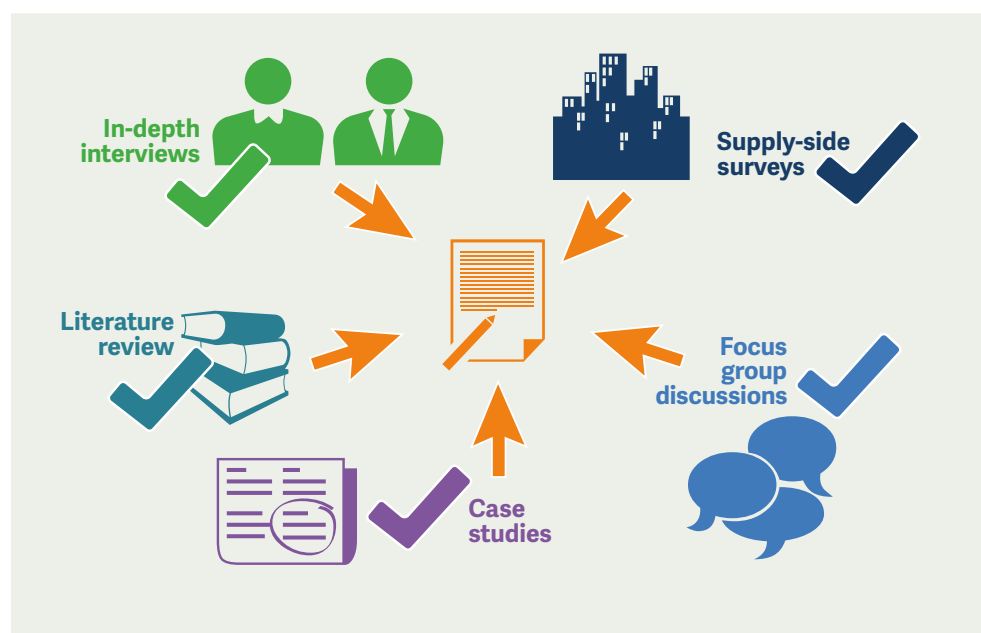 In-depth
interviews
Supply-side
surveys
Literature
review
Focus
group
discussions
Case
studies